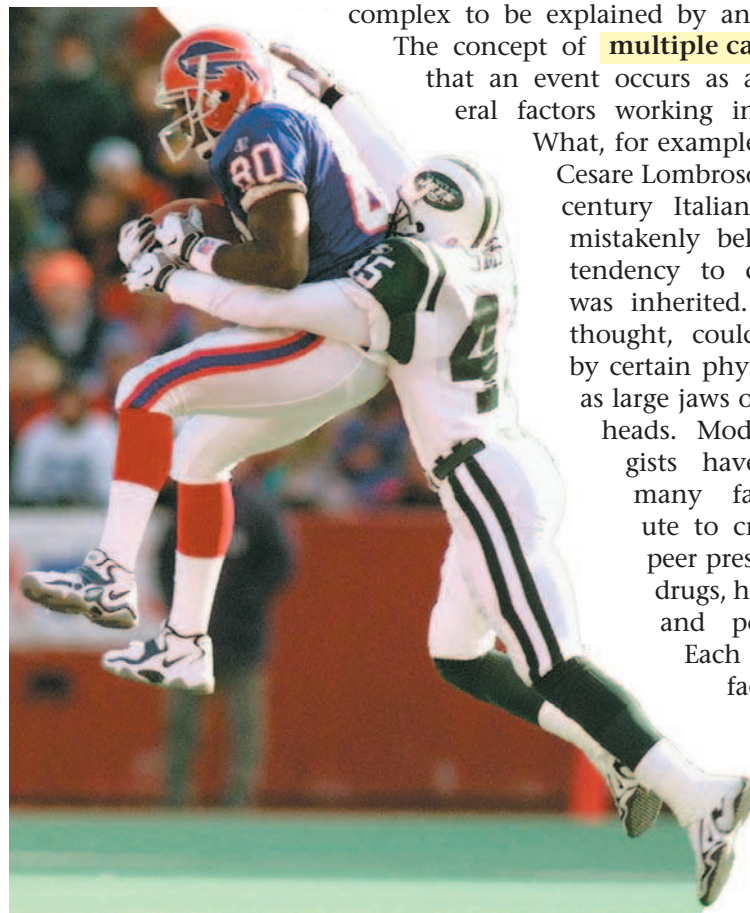 complex to be explained by an
The concept of multiple ca
that an event occurs as a
eral factors working in
What, for example
Cesare Lombroso
century Italian
mistakenly bel
tendency to c
was inherited.
thought, could
by certain phys
as large jaws o
heads. Mod
gists have
many fa
ute to cr
peer pres
drugs, h
and po
Each
fac
80
45